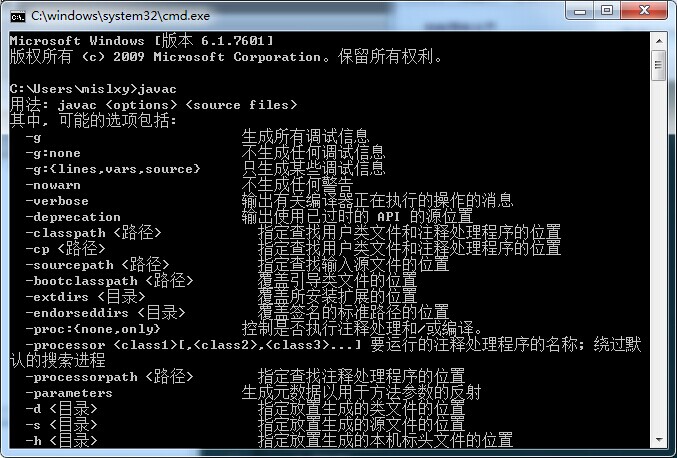 C:\windows\system32\cmd.exe
Microsoft Windows [版本 6.1.7601]
版权所有 (c) 2009 Microsoft Corporation。保留所有权利。
C:\Users\mislxy>javac
用法: javac <options> <source files>
其中, 可能的选项包括:
-g 生成所有调试信息
-g:none 不生成任何调试信息
-g:{lines,vars,source} 只生成某些调试信息
-nowarn 不生成任何警告
-verbose 输出有关编译器正在执行的操作的消息
-deprecation 输出使用已过时的 API 的源位置
-classpath <路径> 指定查找用户类文件和注释处理程序的位置
-cp <路径> 指定查找用户类文件和注释处理程序的位置
-sourcepath <路径> 指定查找输入源文件的位置
-bootclasspath <路径> 覆盖引导类文件的位置
-extdirs <目录> 覆盖所安装扩展的位置
-endorseddirs <目录> 覆盖签名的标准路径的位置
-proc:{none,only} 控制是否执行注释处理和/或编译。
-processor <class1>[,<class2>,<class3>...] 要运行的注释处理程序的名称; 绕过默
认的搜索进程
-processorpath <路径> 指定查找注释处理程序的位置
-parameters 生成元数据以用于方法参数的反射
-d <目录> 指定放置生成的类文件的位置
-s <目录> 指定放置生成的源文件的位置
-h <目录> 指定放置生成的本机标头文件的位置